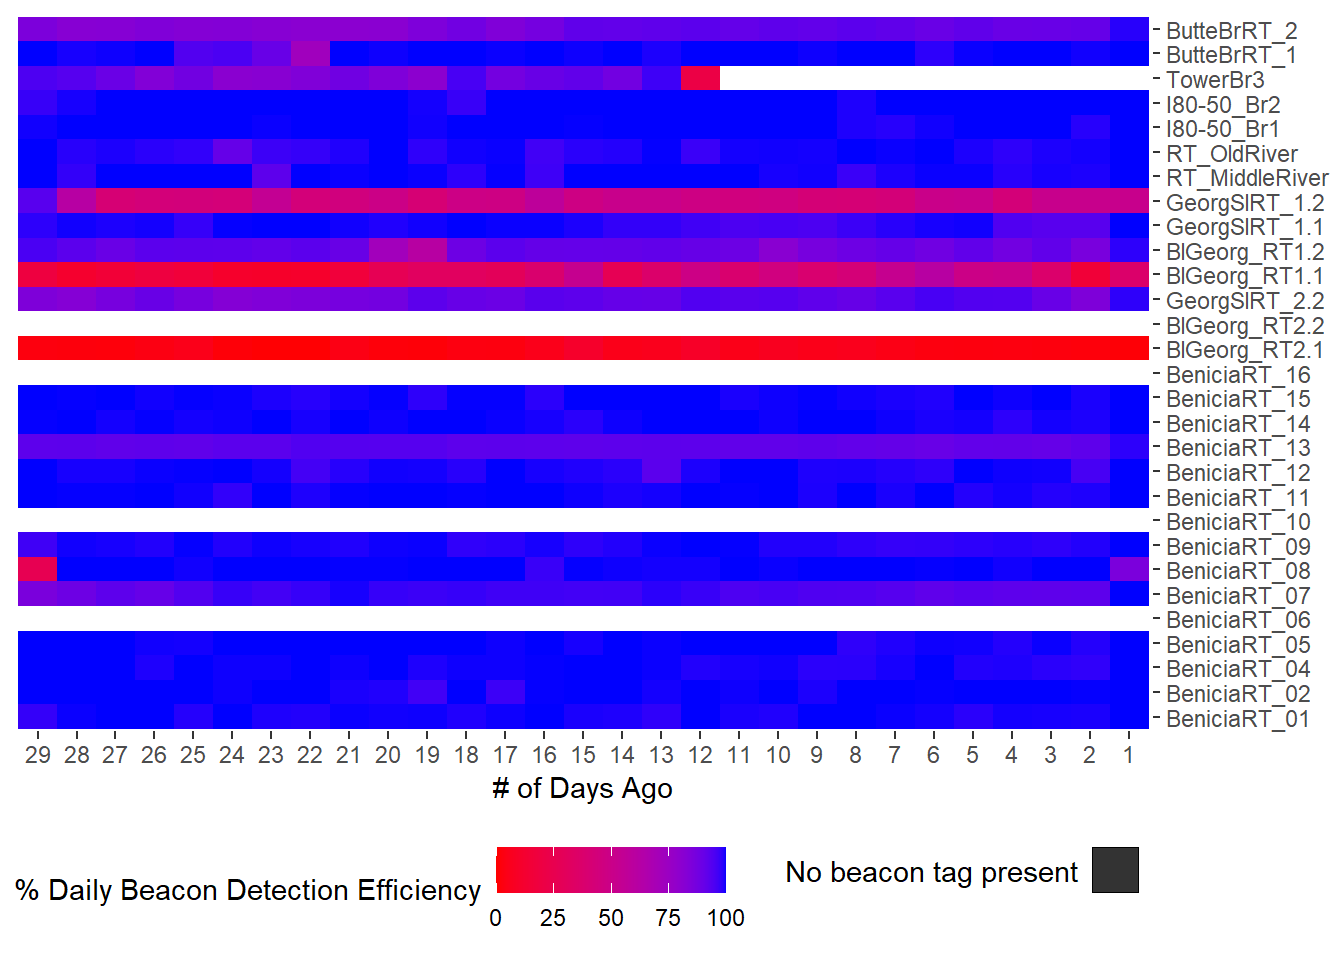 ButteBrRT_2
ButteBrRT_1
TowerBr3
I80-50_Br2
I80-50_Br1
RT_OldRiver
RT_MiddleRiver
GeorgSlRT_1.2
GeorgSlRT_1.1
BlGeorg_RT1.2
BlGeorg_RT1.1
GeorgSlRT_2.2
BlGeorg_RT2.2
BlGeorg_RT2.1
BeniciaRT_16
BeniciaRT_15
BeniciaRT_14
BeniciaRT_13
BeniciaRT_12
BeniciaRT_11
BeniciaRT_10
BeniciaRT_09
BeniciaRT_08
BeniciaRT_07
BeniciaRT_06
BeniciaRT_05
BeniciaRT_04
BeniciaRT_02
BeniciaRT_01
29 28 27 26 25 24 23 22 21 20 19 18 17 16 15 14 13 12 11 10 9 8 7 6 5 4 3 2 1
# of Days Ago
% Daily Beacon Detection Efficiency
0 25 50 75 100
No beacon tag present